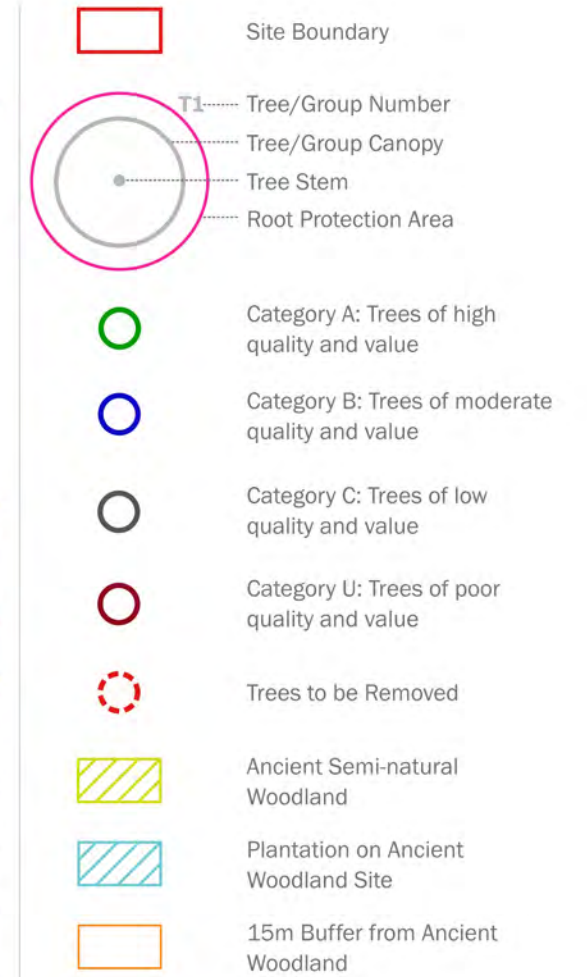 Site Boundary
T1
Tree/Group Number
Tree/Group Canopy
Tree Stem
Root Protection Area
Category A: Trees of high
quality and value
Category B: Trees of moderate
quality and value
Category C: Trees of low
quality and value
Category U: Trees of poor
quality and value
Trees to be Removed
Ancient Semi-natural
Woodland
Plantation on Ancient
Woodland Site
15m Buffer from Ancient
Woodland